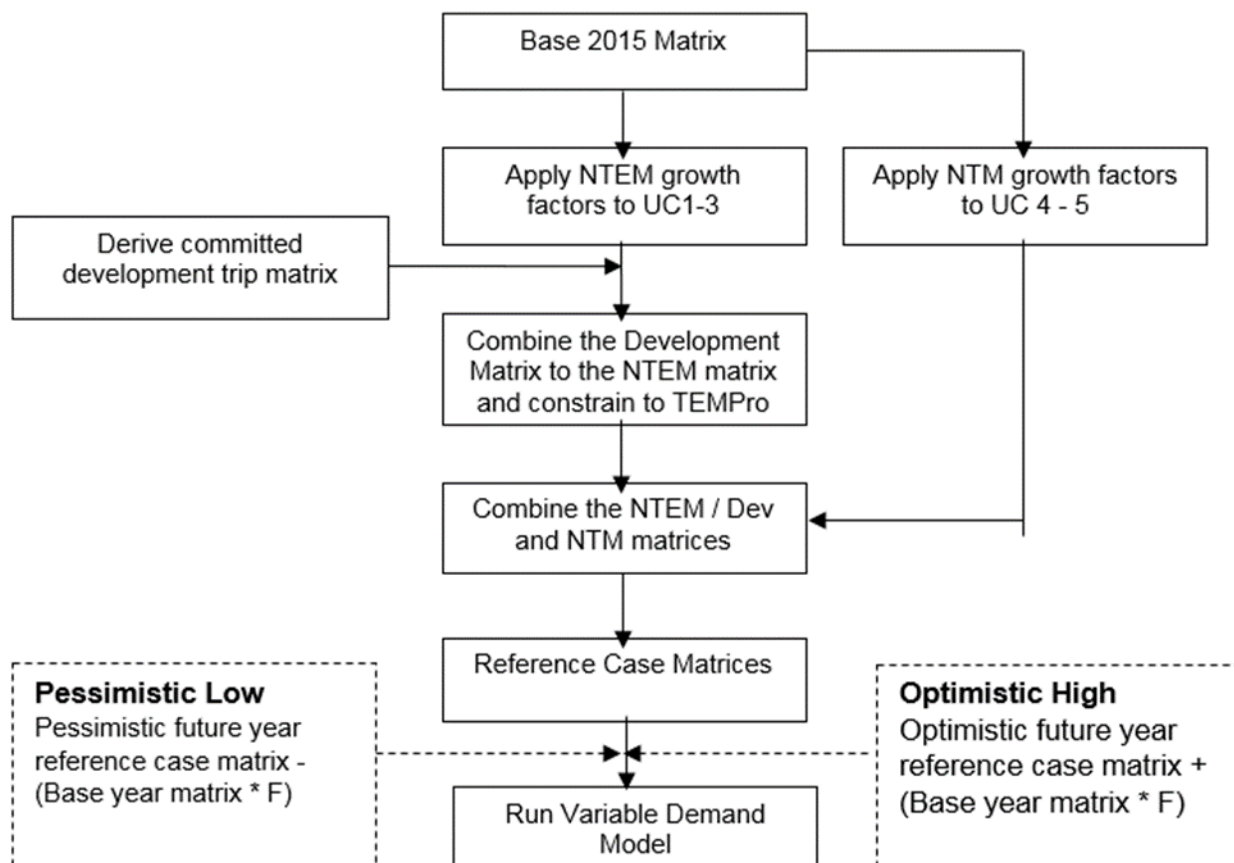 Base 2015 Matrix
Apply NTEM growth
factors to UC1-3
Apply NTM growth factors
to UC 4 - 5
Derive committed
development trip matrix
Combine the Development
Matrix to the NTEM matrix
and constrain to TEMPro
Combine the NTEM / Dev
and NTM matrices
Reference Case Matrices
Pessimistic Low
Pessimistic future year
reference case matrix -
(Base year matrix * F)
Optimistic High
Optimistic future year
reference case matrix +
(Base year matrix * F)
Run Variable Demand
Model